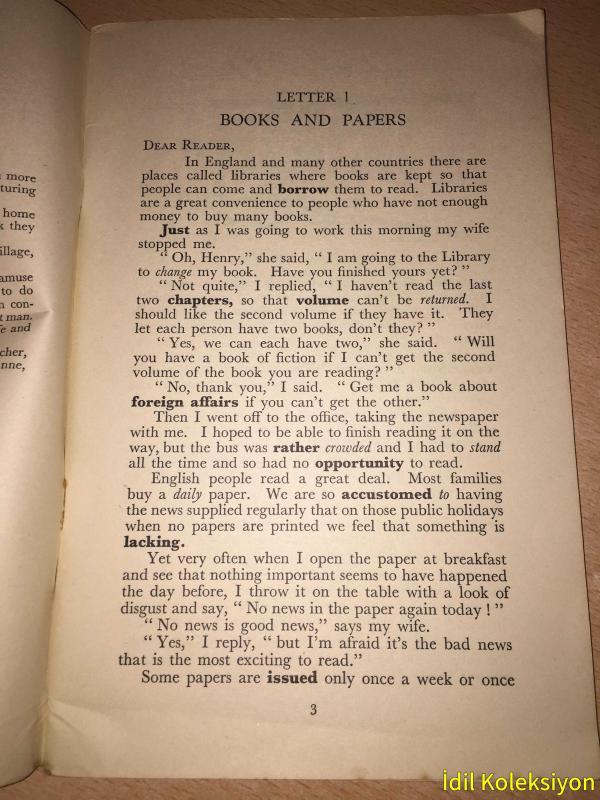 more
turing
home
they
illage,
amuse
to do
con-
t man.
e and
cher,
nne,
LETTER 1
BOOKS AND PAPERS
DEAR READER,
In England and many other countries there are
places called libraries where books are kept so that
people can come and borrow them to read. Libraries
are a great convenience to people who have not enough
money to buy many books.
Just as I was going to work this morning my wife
stopped me.
“ Oh, Henry,” she said, “ I am going to the Library
to change my book. Have you finished yours yet? ”
“ Not quite,” I replied, “ I haven't read the last
two chapters, so that volume can't be returned. I
should like the second volume if they have it. They
let each person have two books, don't they? ”
“ Yes, we can each have two,” she said. “ Will
you have a book of fiction if I can't get the second
volume of the book you are reading? ”
“ No, thank you,” I said. “ Get me a book about
foreign affairs if you can't get the other.”
Then I went off to the office, taking the newspaper
with me. I hoped to be able to finish reading it on the
way, but the bus was rather crowded and I had to stand
all the time and so had no opportunity to read.
English people read a great deal. Most families
buy a daily paper. We are so accustomed to having
the news supplied regularly that on those public holidays
when no papers are printed we feel that something is
lacking.
Yet very often when I open the paper at breakfast
and see that nothing important seems to have happened
the day before, I throw it on the table with a look of
disgust and say, “ No news in the paper again today ! ”
“ No news is good news,” says my wife.
“ Yes,” I reply, “ but I'm afraid it's the bad news
that is the most exciting to read.”
Some papers are issued only once a week or once
3
İdil Koleksiyon